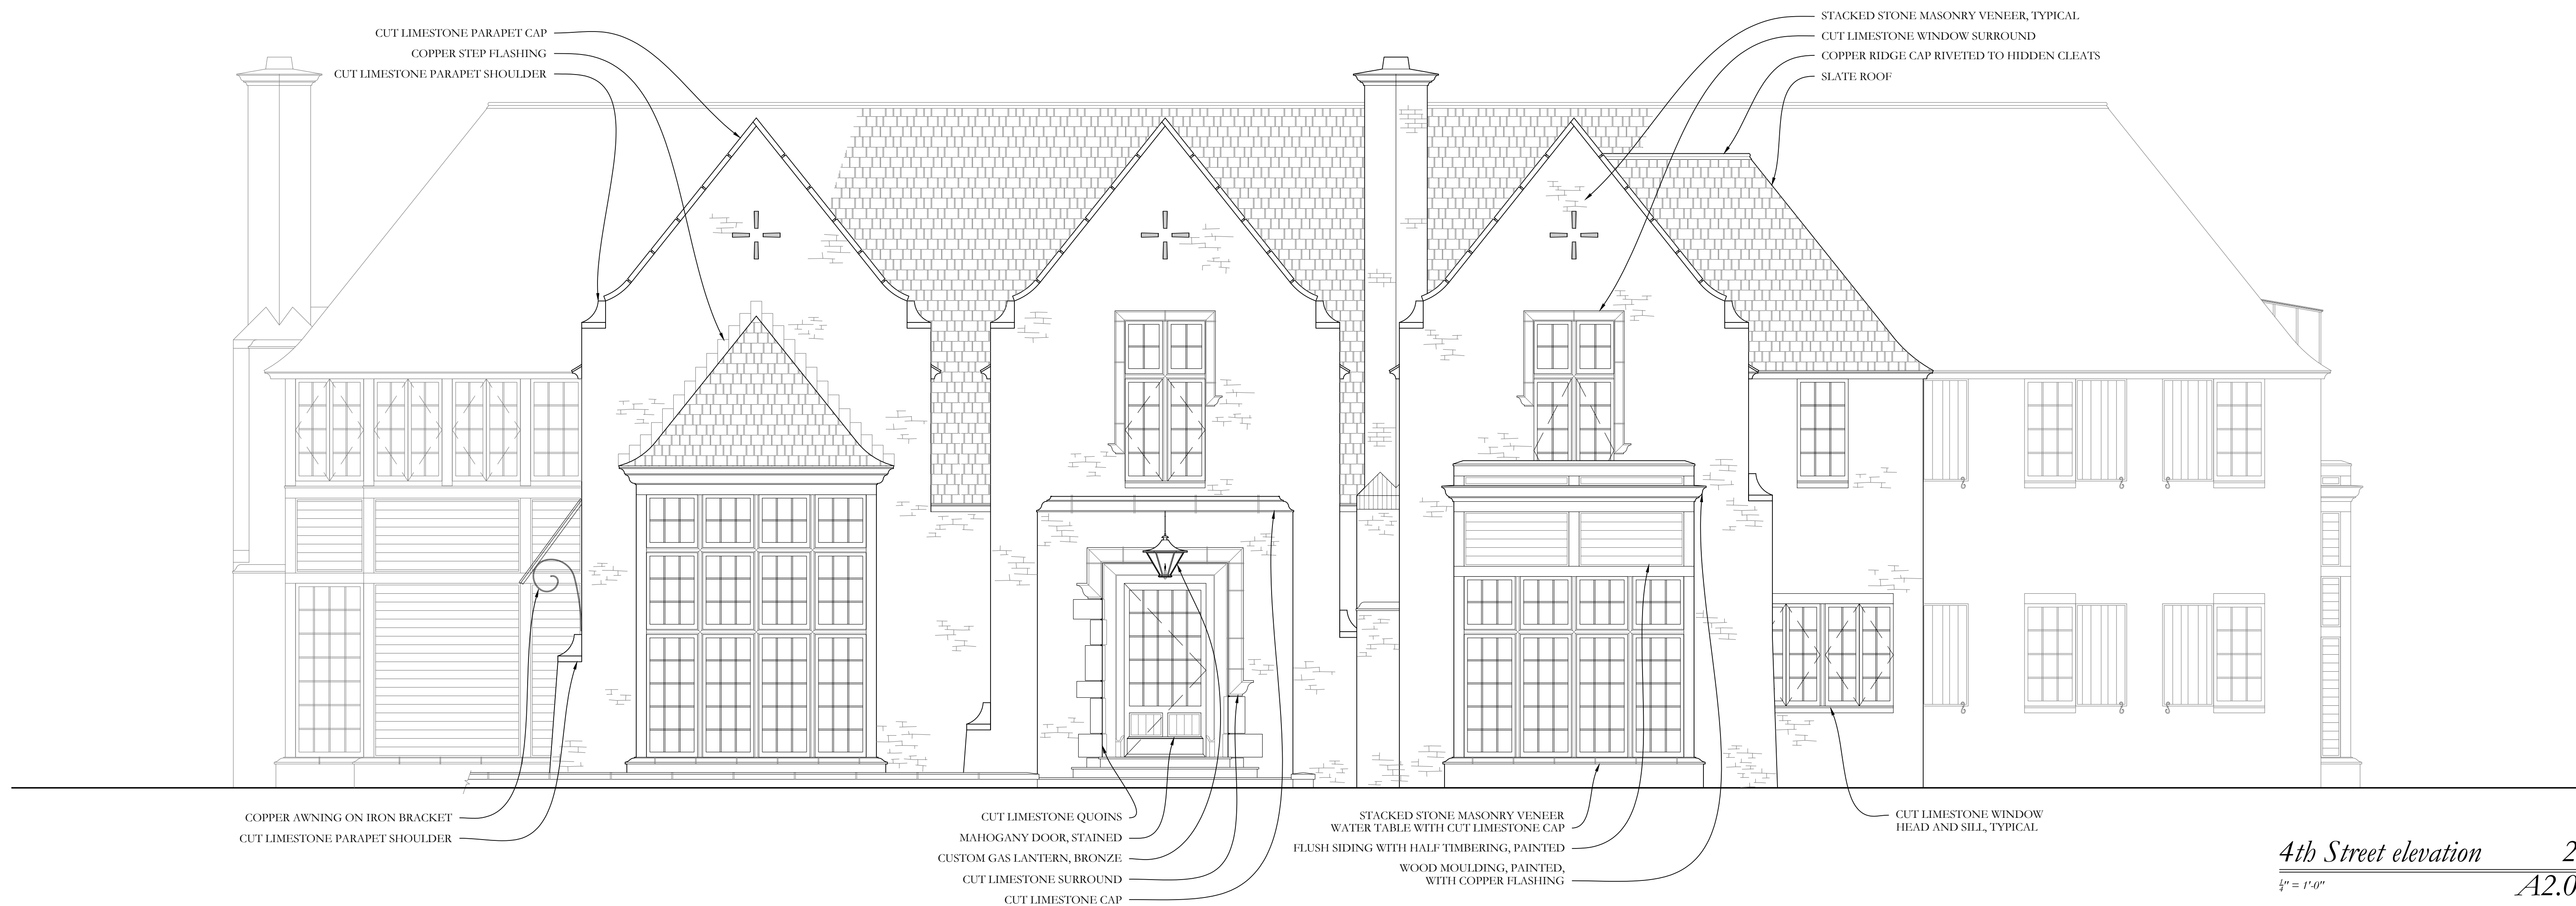 CUT LIMESTONE PARAPET CAP
COPPER STEP FLASHING
CUT LIMESTONE PARAPET SHOULDER
STACKED STONE MASONRY VENEER, TYPICAL
CUT LIMESTONE WINDOW SURROUND
COPPER RIDGE CAP RIVETED TO HIDDEN CLEATS
SLATE ROOF
COPPER AWNING ON IRON BRACKET
CUT LIMESTONE PARAPET SHOULDER
CUT LIMESTONE QUOINS
MAHOGANY DOOR, STAINED
CUSTOM GAS LANTERN, BRONZE
CUT LIMESTONE SURROUND
CUT LIMESTONE CAP
STACKED STONE MASONRY VENEER
WATER TABLE WITH CUT LIMESTONE CAP
FLUSH SIDING WITH HALF TIMBERING, PAINTED
WOOD MOULDING, PAINTED,
WITH COPPER FLASHING
CUT LIMESTONE WINDOW
HEAD AND SILL, TYPICAL
4th Street elevation 2
¼" = 1'-0" A2.0